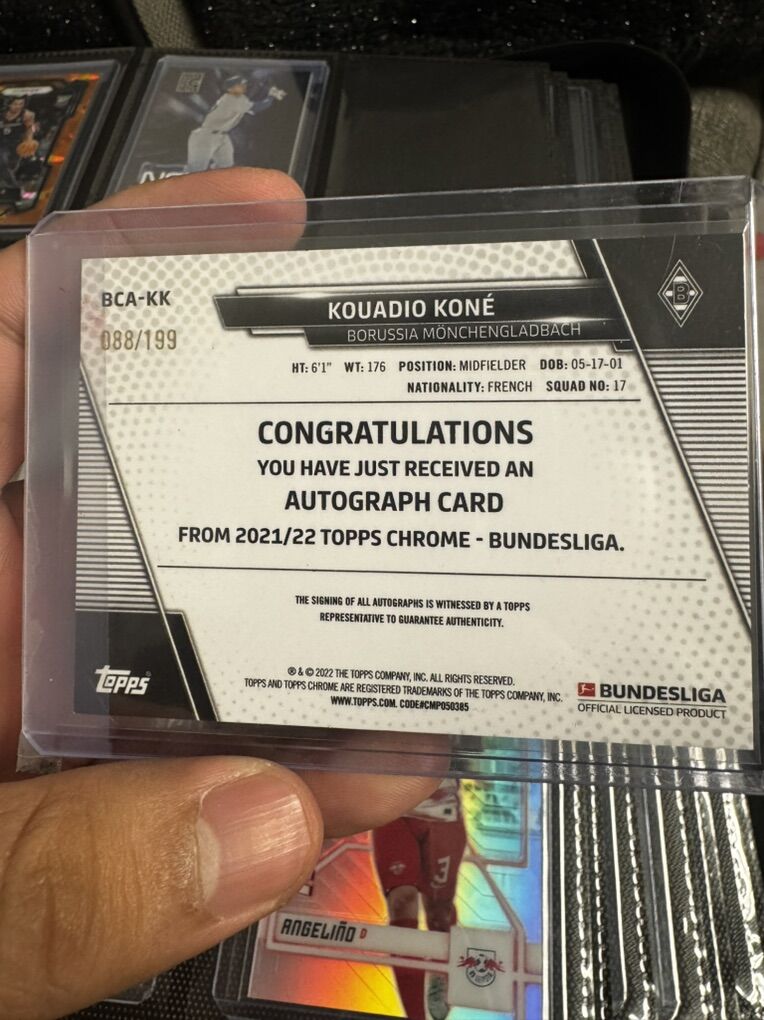 BCA-KK
088/199
KOUADIO KONÉ
BORUSSIA MÖNCHENGLADBACH
HT: 6'1" WT: 176 POSITION: MIDFIELDER DOB: 05-17-01
NATIONALITY: FRENCH SQUAD NO: 17
CONGRATULATIONS
YOU HAVE JUST RECEIVED AN
AUTOGRAPH CARD
FROM 2021/22 TOPPS CHROME - BUNDESLIGA.
THE SIGNING OF ALL AUTOGRAPHS IS WITNESSED BY A TOPPS
REPRESENTATIVE TO GUARANTEE AUTHENTICITY.
® & © 2022 THE TOPPS COMPANY, INC. ALL RIGHTS RESERVED.
TOPPS AND TOPPS CHROME ARE REGISTERED TRADEMARKS OF THE TOPPS COMPANY, INC.
WWW.TOPPS.COM. CODE#CMP050385
Topps®
BUNDESLIGA
OFFICIAL LICENSED PRODUCT
ANGELIÑO D
3